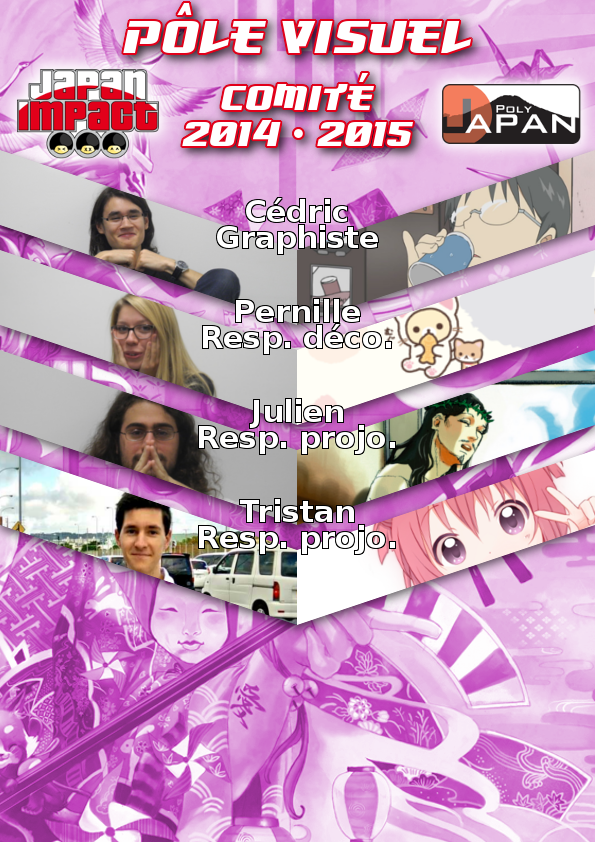 PÔLE VISUEL
JAPAN
IMPACT
COMITÉ
2014 • 2015
POLY
JAPAN
Cédric
Graphiste
Pernille
Resp. déco.
Julien
Resp. projo.
Tristan
Resp. projo.